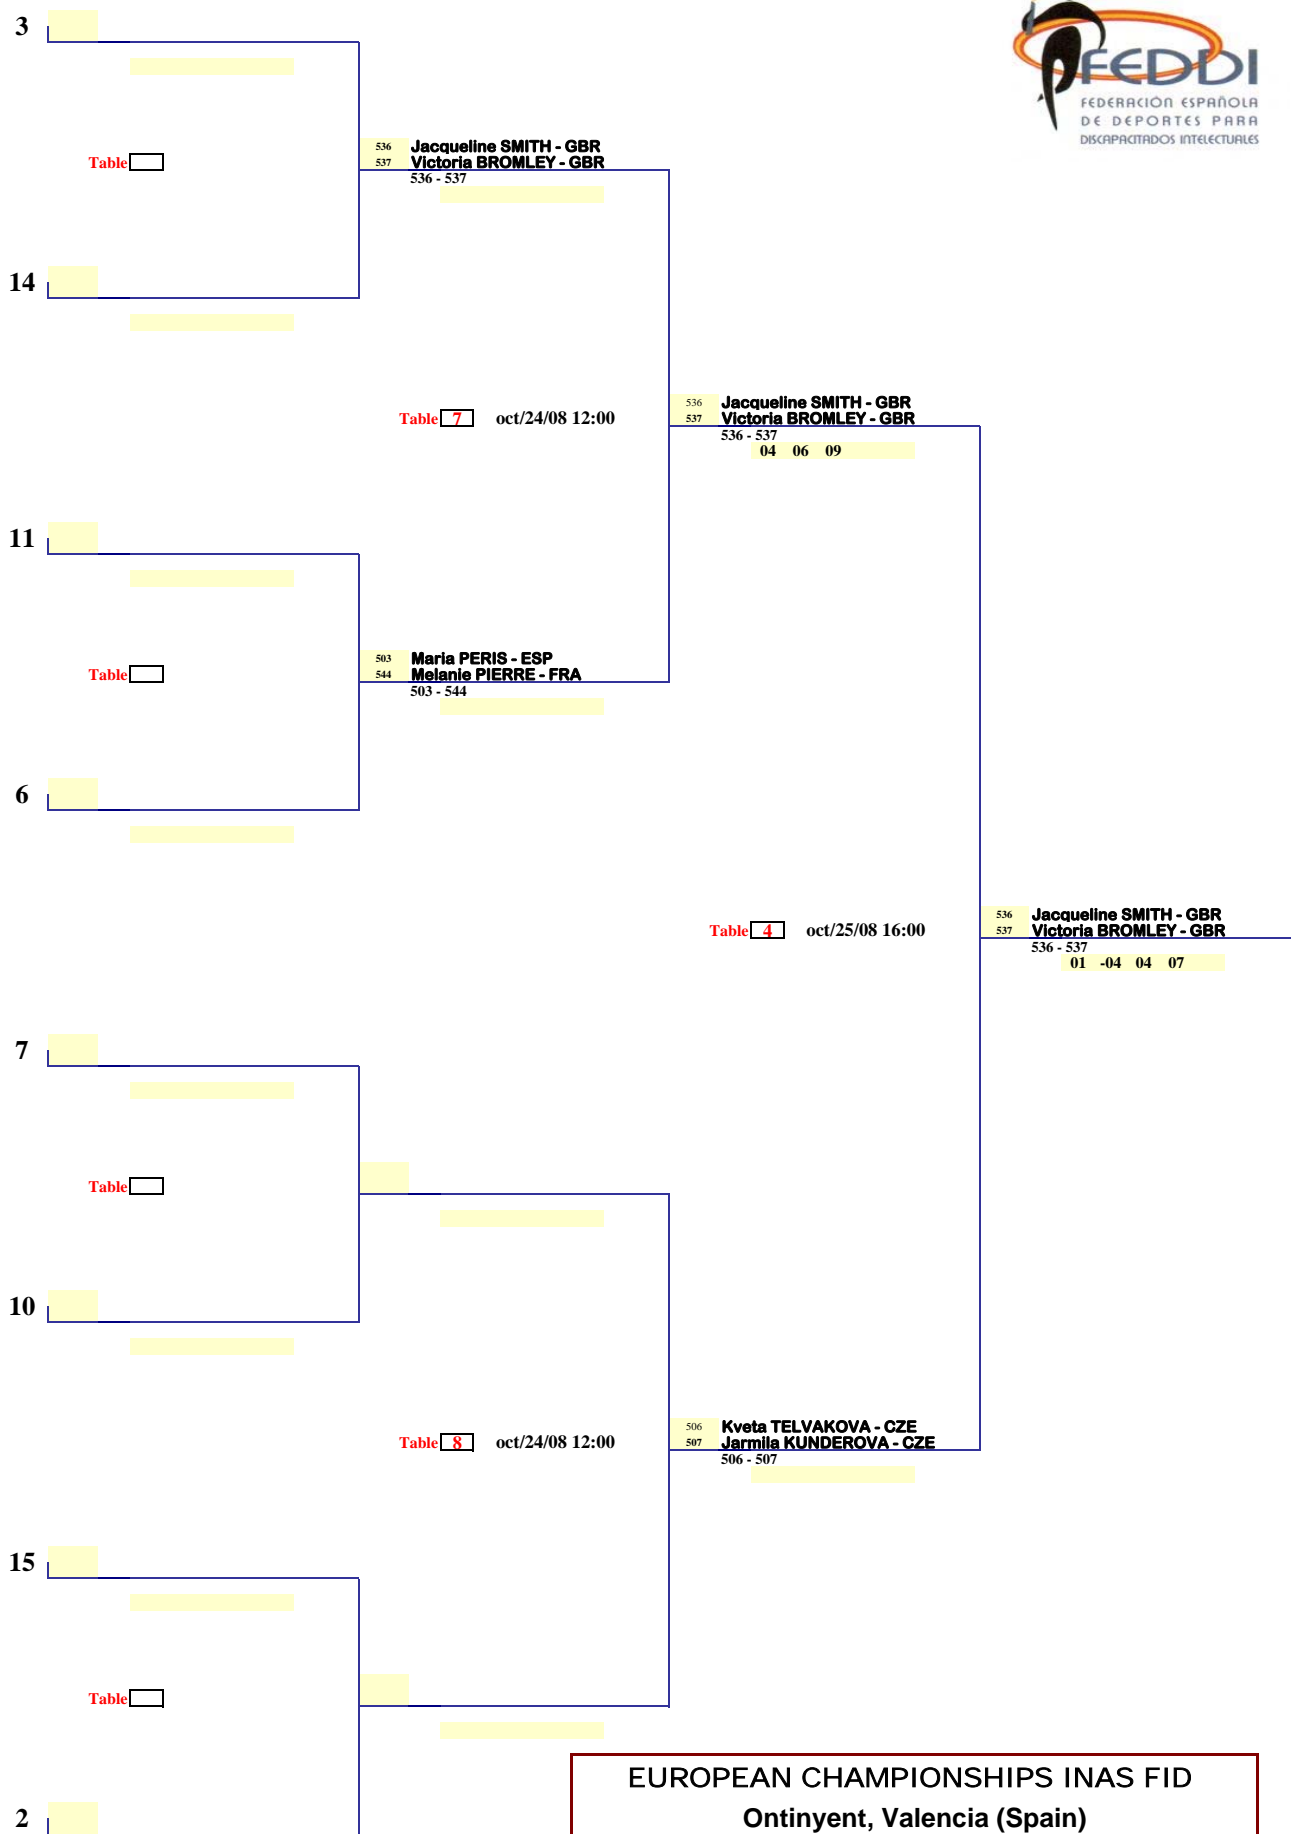 3
FEDDI
FEDERACIÓN ESPAÑOLA
DE DEPORTES PARA
DISCAPACITADOS INTELECTUALES
536 Jacqueline SMITH - GBR
Table 537 Victoria BROMLEY - GBR
536 - 537
14
536 Jacqueline SMITH - GBR
Table 7 oct/24/08 12:00 537 Victoria BROMLEY - GBR
536 - 537
04 06 09
11
503 Maria PERIS - ESP
Table 544 Melanie PIERRE - FRA
503 - 544
6
536 Jacqueline SMITH - GBR
Table 4 oct/25/08 16:00 537 Victoria BROMLEY - GBR
536 - 537
01 -04 04 07
7
Table
10
506 Kveta TELVAKOVA - CZE
Table 8 oct/24/08 12:00 507 Jarmila KUNDEROVA - CZE
506 - 507
15
Table
EUROPEAN CHAMPIONSHIPS INAS FID
2 Ontinyent, Valencia (Spain)